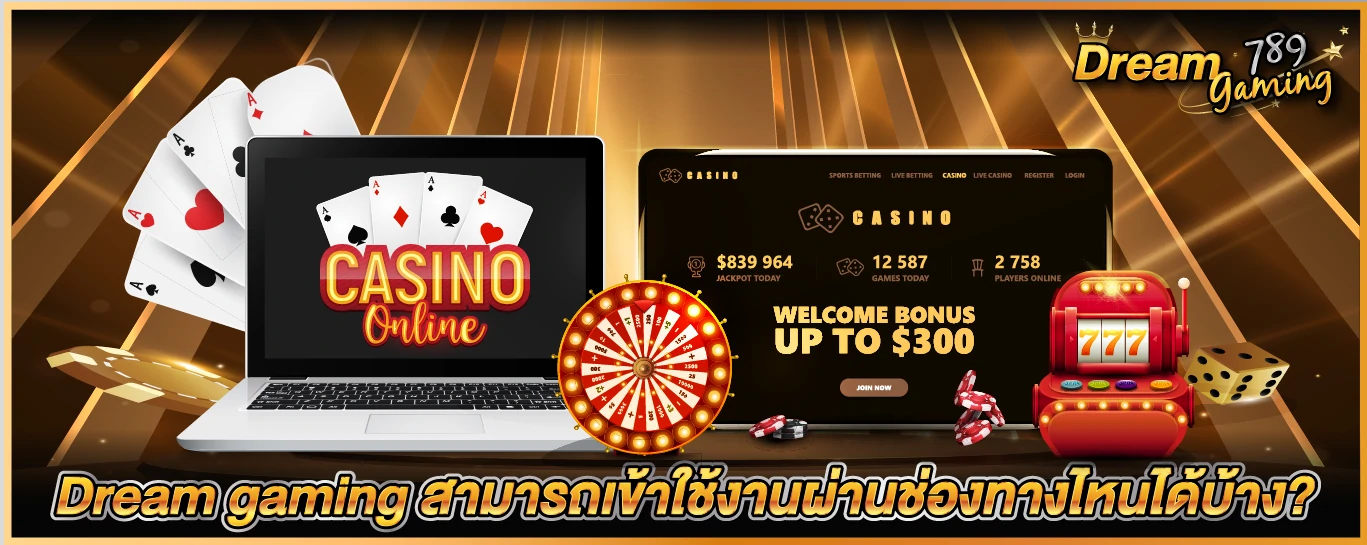 Dream 789
Gaming
A
A
A
A
A
A
A
A
CASINO
Online
CASINO
SPORTS BETTING LIVE BETTING CASINO LIVE CASINO REGISTER LOGIN
CASINO
$839 964 12 587 2 758
JACKPOT TODAY GAMES TODAY PLAYERS ONLINE
WELCOME BONUS
UP TO $300
JOIN NOW
777
Dream gaming สามารถเข้าใช้งานผ่านช่องทางไหนได้บ้าง?